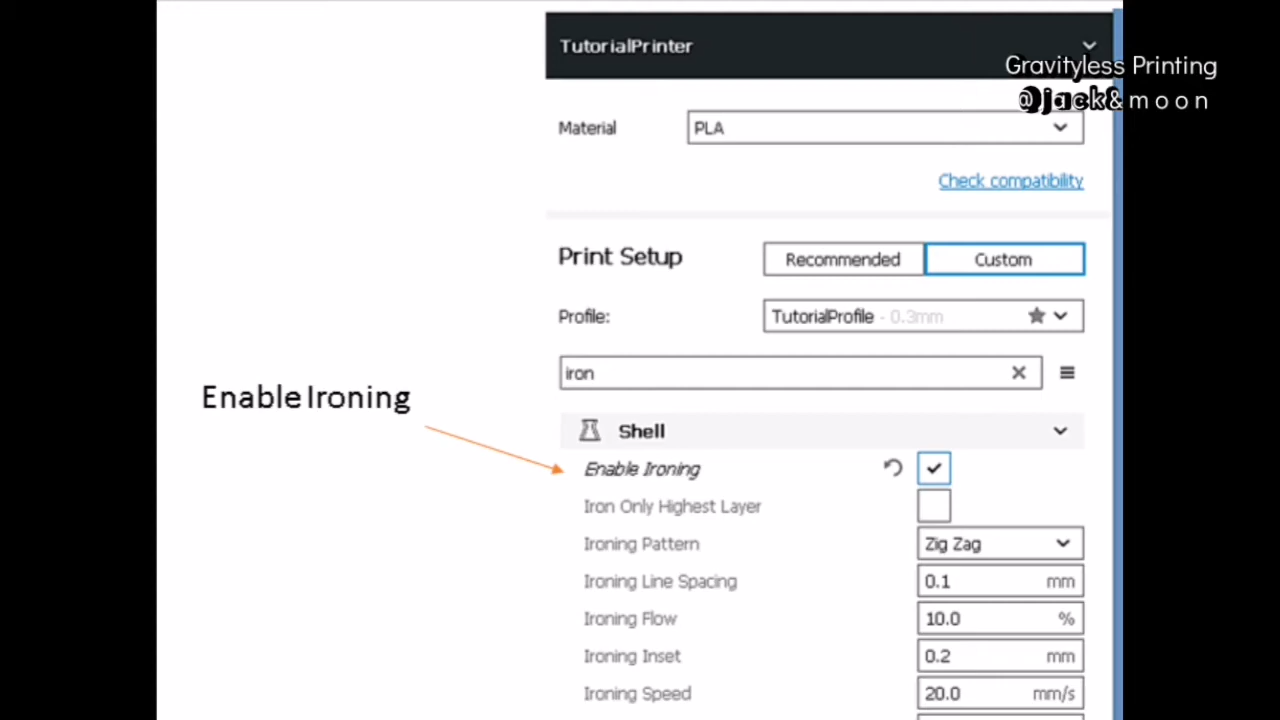 TutorialPrinter
Gravityless Printing
@jack&moon
Material PLA
Check compatibility
Print Setup Recommended Custom
Profile: TutorialProfile - 0.3mm
iron
Enable Ironing
Shell
Enable Ironing
Iron Only Highest Layer
Ironing Pattern Zig Zag
Ironing Line Spacing 0.1 mm
Ironing Flow 10.0 %
Ironing Inset 0.2 mm
Ironing Speed 20.0 mm/s